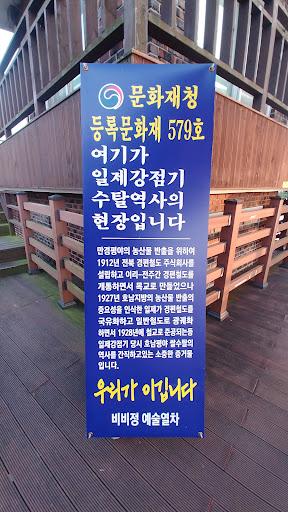 문화재청
등록문화재 579호
여기가
일제강점기
수탈역사의
현장입니다
만경평야의 농산물 반출을 위하여
1912년 전북 경편철도 주식회사를
설립하고 이리~전주간 경편철도를
개통하면서 목교로 만들었으나
1927년 호남지방의 농산물 반출의
중요성을 인식한 일제가 경편철도를
국유화하고 일반철도로 광궤화
하면서 1928년에 철교로 준공되는등
일제강점기 당시 호남평야 쌀수탈의
역사를 간직하고있는 소중한 증거물
입니다.
우리가 이깁니다
비비정 예술열차